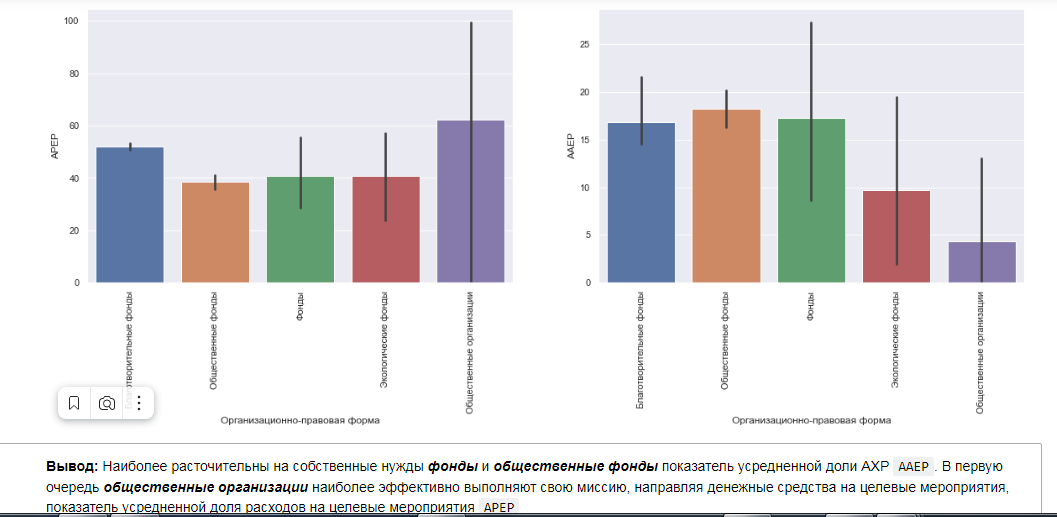 100
80
60
40
20
0
APEP
отворительные фонды
Общественные фонды
Фонды
Экологические фонды
Общественные организации
Организационно-правовая форма
25
20
15
10
5
0
AAEP
Благотворительные фонды
Общественные фонды
Фонды
Экологические фонды
Общественные организации
Организационно-правовая форма
Вывод: Наиболее расточительны на собственные нужды фонды и общественные фонды показатель усредненной доли АХР AAEP . В первую
очередь общественные организации наиболее эффективно выполняют свою миссию, направляя денежные средства на целевые мероприятия,
показатель усредненной доля расходов на целевые мероприятия APEP